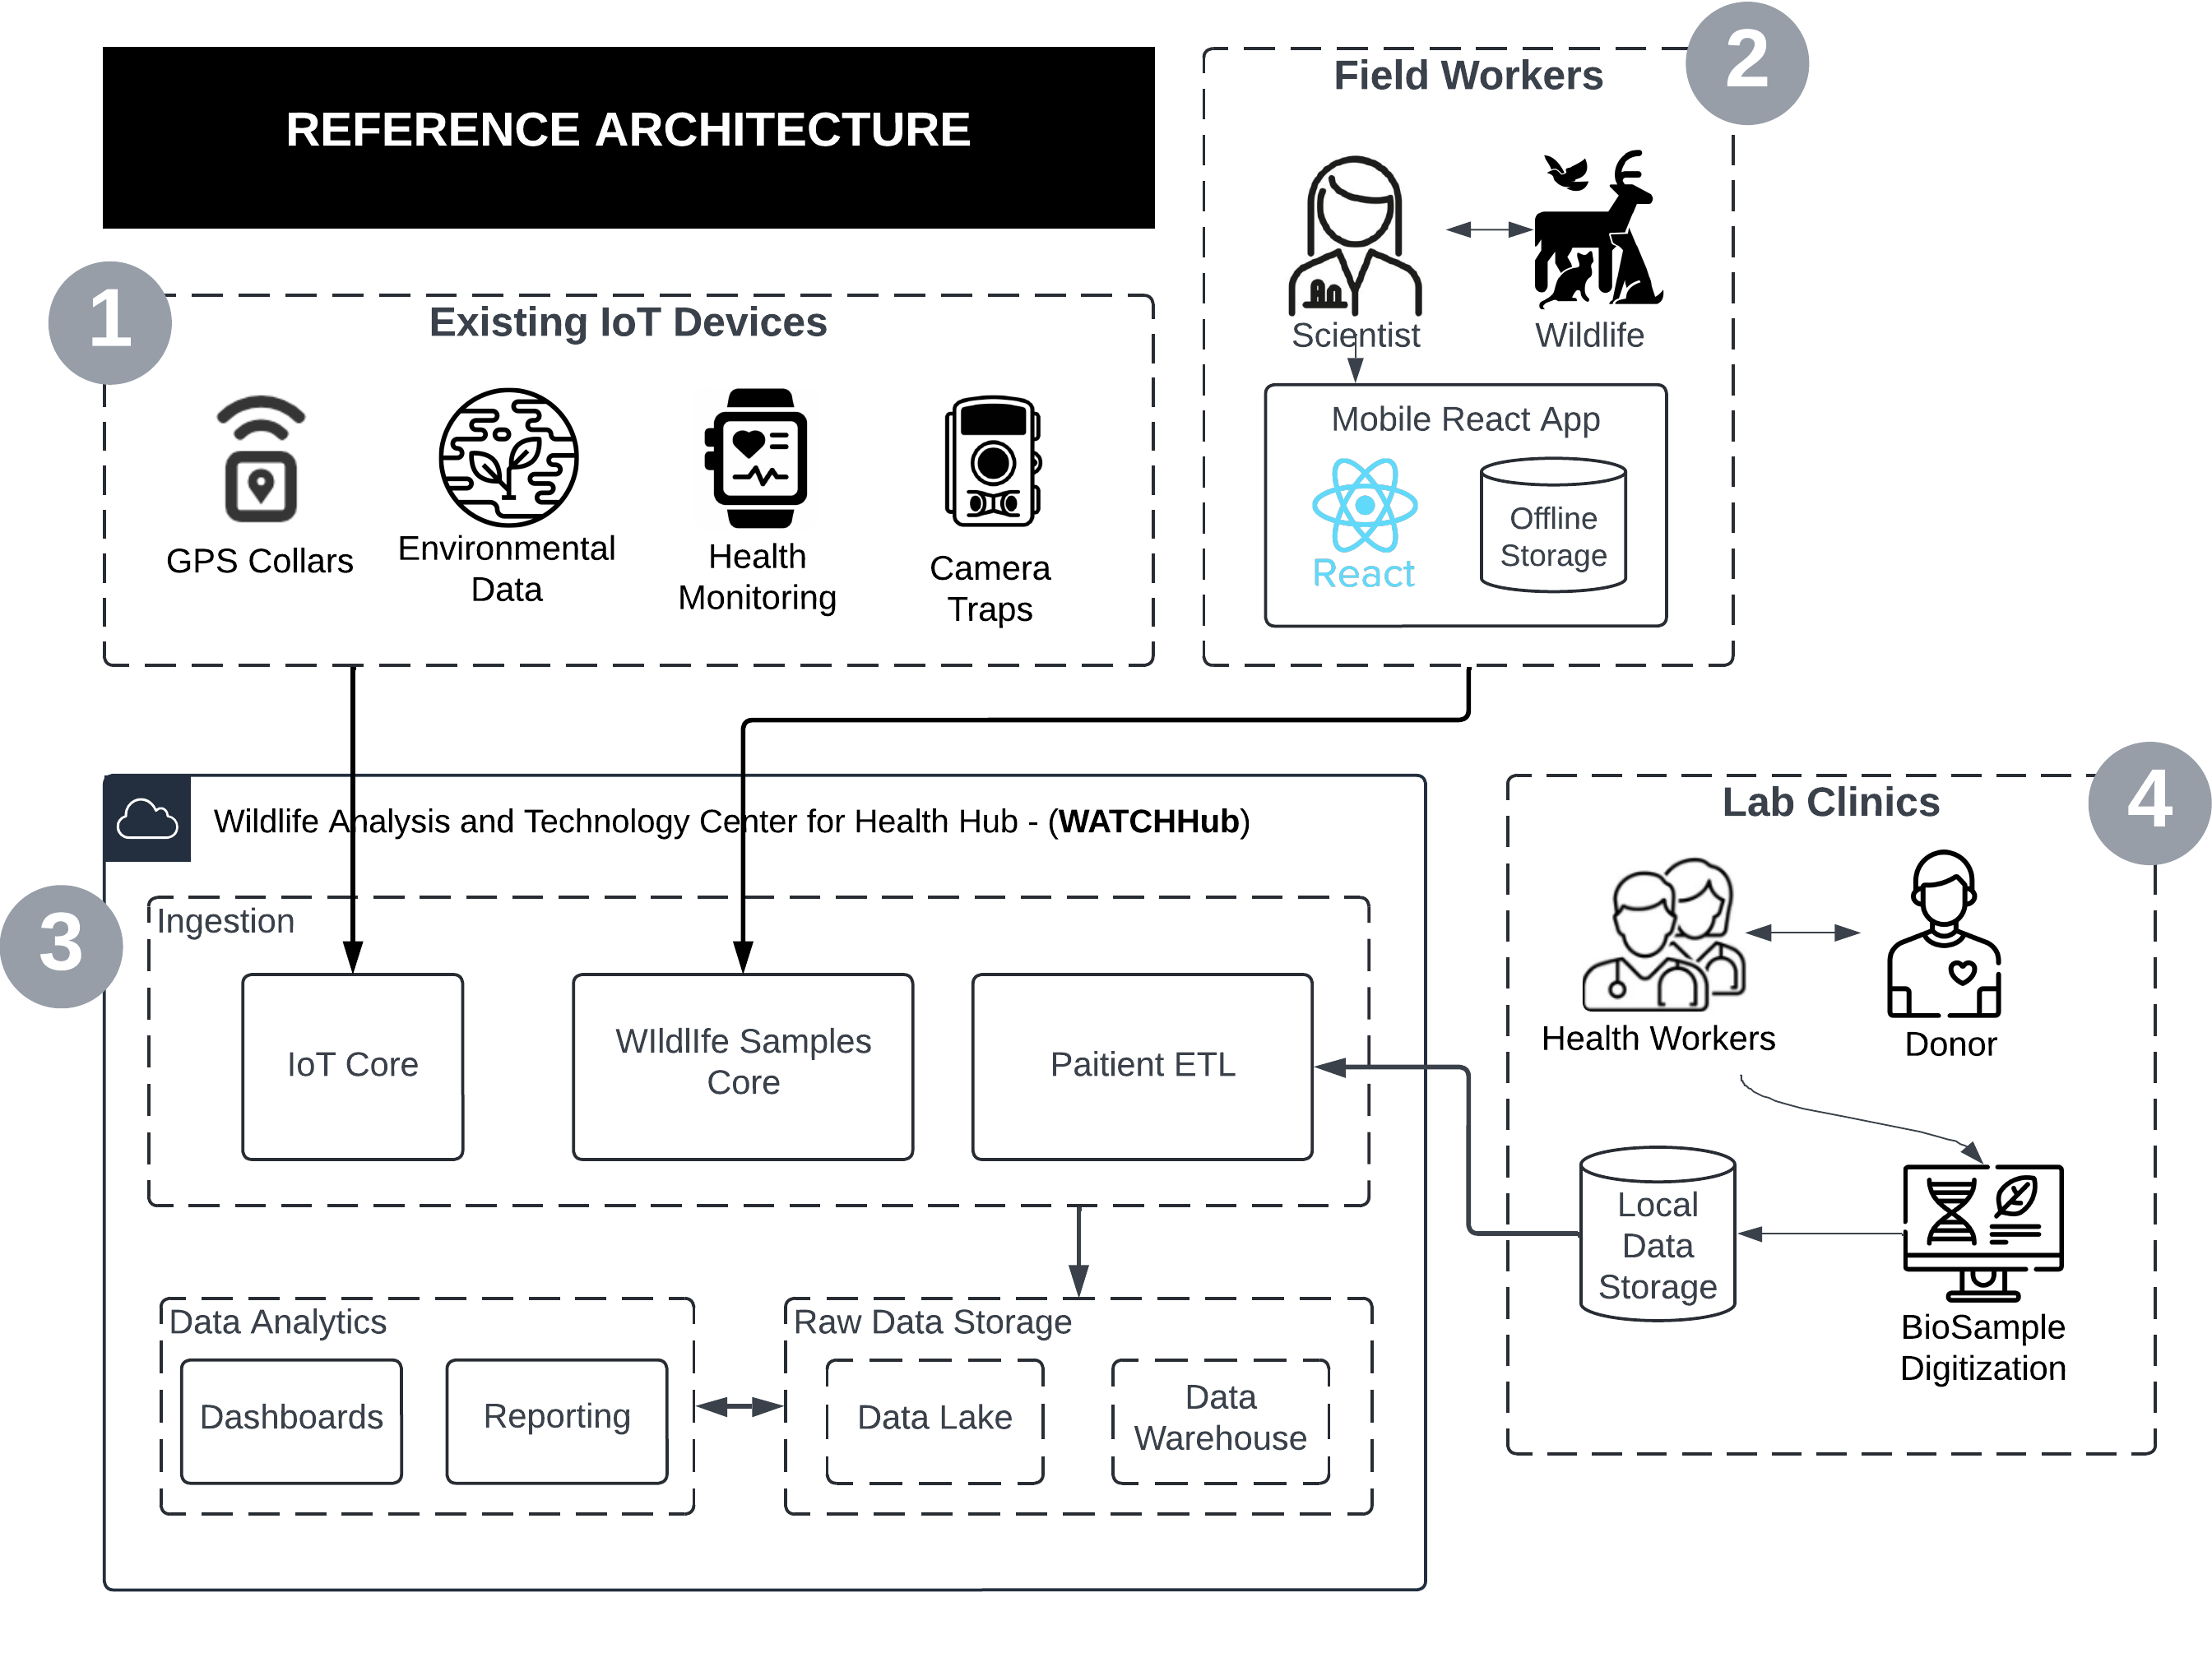 REFERENCE ARCHITECTURE
1
Existing IoT Devices
GPS Collars
Environmental
Data
Health
Monitoring
Camera
Traps
2
Field Workers
Scientist
Wildlife
Mobile React App
React
Offline
Storage
3
Wildlife Analysis and Technology Center for Health Hub - (WATCHHub)
Ingestion
IoT Core
WIldlIfe Samples
Core
Paitient ETL
Data Analytics
Dashboards
Reporting
Raw Data Storage
Data Lake
Data
Warehouse
4
Lab Clinics
Health Workers
Donor
Local
Data
Storage
BioSample
Digitization